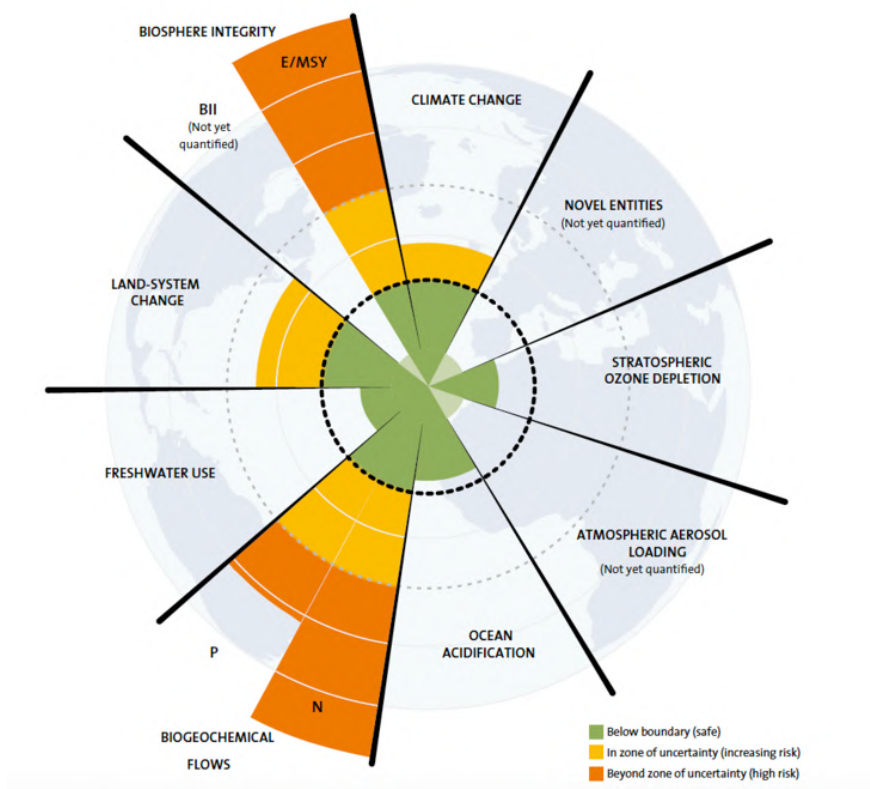 BIOSPHERE INTEGRITY
E/MSY
CLIMATE CHANGE
BII
(Not yet
quantified)
NOVEL ENTITIES
(Not yet quantified)
LAND-SYSTEM
CHANGE
STRATOSPHERIC
OZONE DEPLETION
FRESHWATER USE
ATMOSPHERIC AEROSOL
LOADING
(Not yet quantified)
OCEAN
ACIDIFICATION
P
N
BIOGEOCHEMICAL
FLOWS
Below boundary (safe)
In zone of uncertainty (increasing risk)
Beyond zone of uncertainty (high risk)